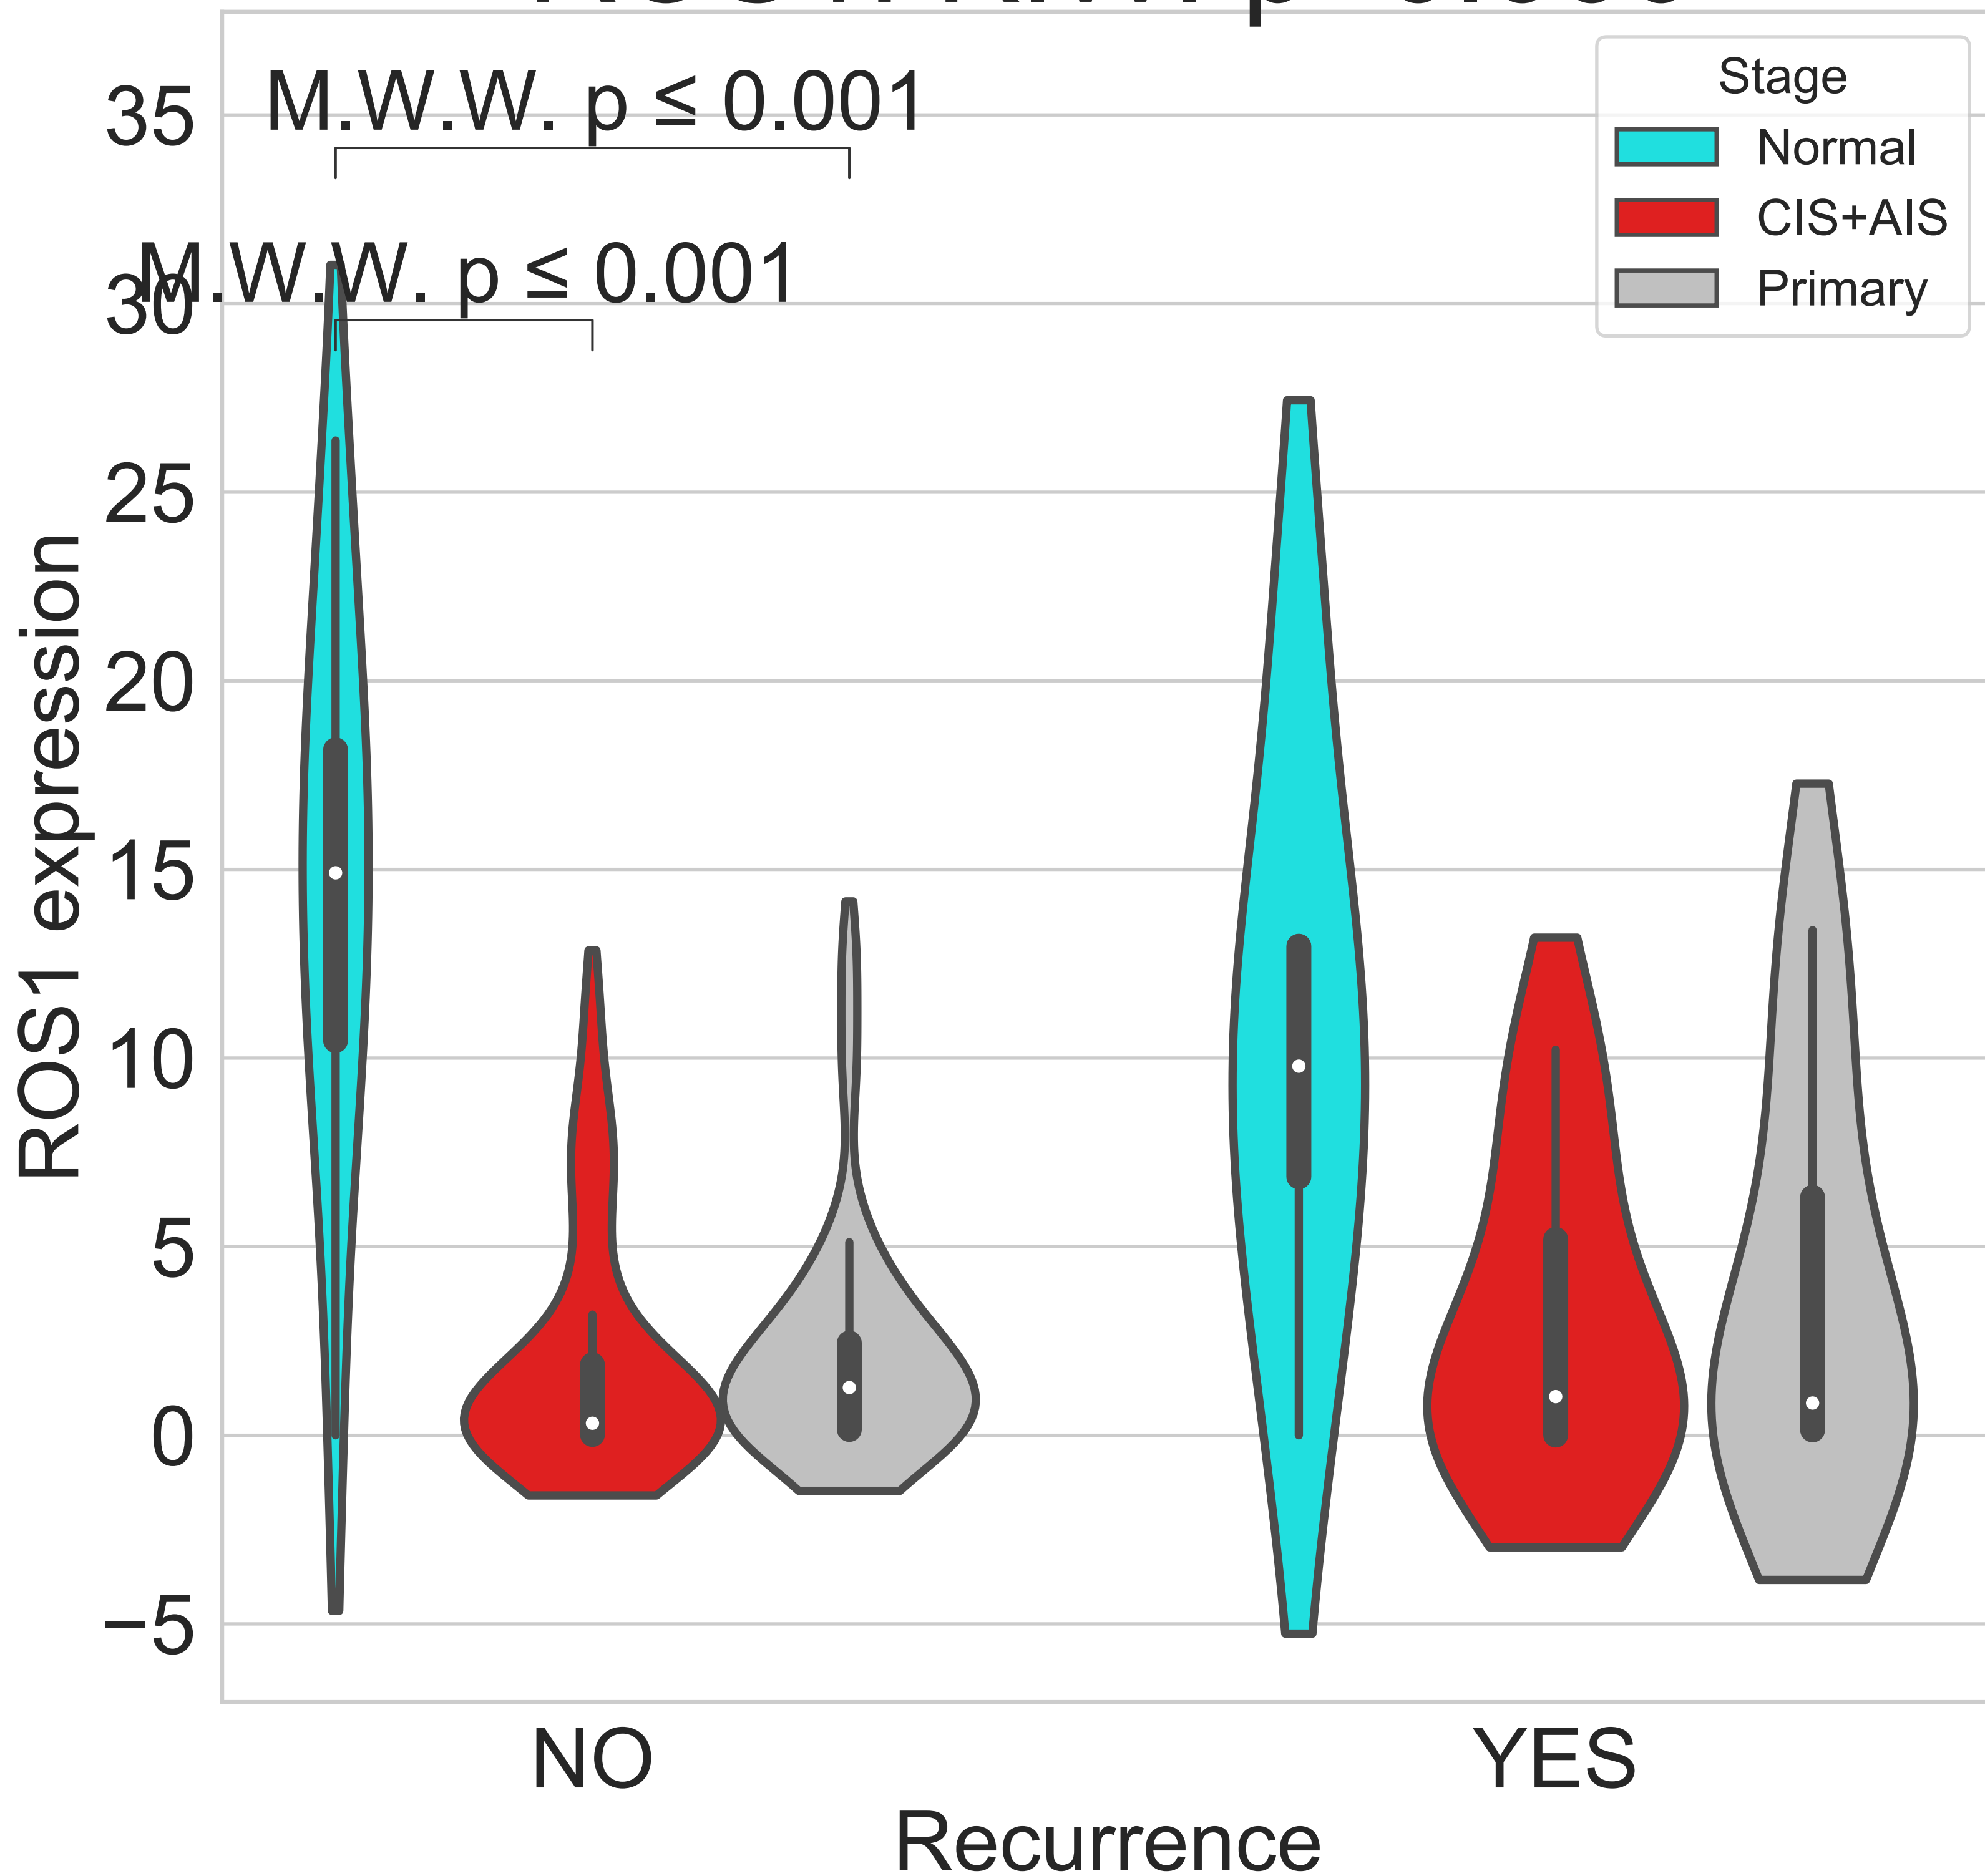 M.W.W. p ≤ 0.001
M.W.W. p ≤ 0.001
Stage
Normal
CIS+AIS
Primary
35
30
25
20
15
10
5
0
−5
ROS1 expression
NO
YES
Recurrence